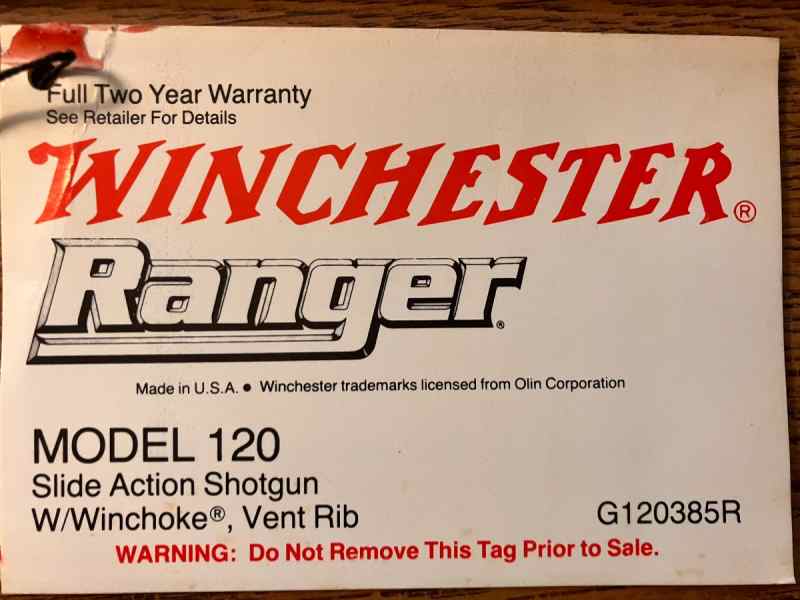 Full Two Year Warranty
See Retailer For Details
WINCHESTER®
Ranger®
Made in U.S.A. ● Winchester trademarks licensed from Olin Corporation
MODEL 120
Slide Action Shotgun
W/Winchoke®, Vent Rib G120385R
WARNING: Do Not Remove This Tag Prior to Sale.